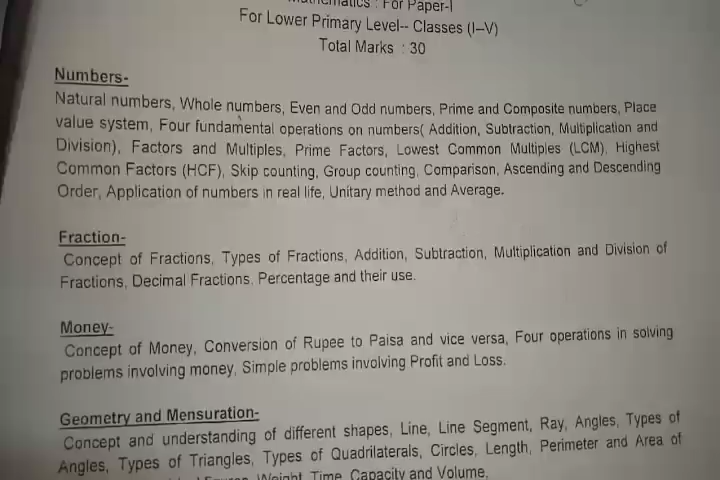 : For Paper-I
For Lower Primary Level-- Classes (I–V)
Total Marks : 30
Numbers-
Natural numbers, Whole numbers, Even and Odd numbers, Prime and Composite numbers, Place
value system, Four fundamental operations on numbers( Addition, Subtraction, Multiplication and
Division), Factors and Multiples, Prime Factors, Lowest Common Multiples (LCM), Highest
Common Factors (HCF), Skip counting, Group counting, Comparison, Ascending and Descending
Order, Application of numbers in real life, Unitary method and Average.
Fraction-
Concept of Fractions, Types of Fractions, Addition, Subtraction, Multiplication and Division of
Fractions, Decimal Fractions, Percentage and their use.
Money-
Concept of Money, Conversion of Rupee to Paisa and vice versa, Four operations in solving
problems involving money, Simple problems involving Profit and Loss.
Geometry and Mensuration-
Concept and understanding of different shapes, Line, Line Segment, Ray, Angles, Types of
Angles, Types of Triangles, Types of Quadrilaterals, Circles, Length, Perimeter and Area of
Weight, Time, Capacity and Volume.